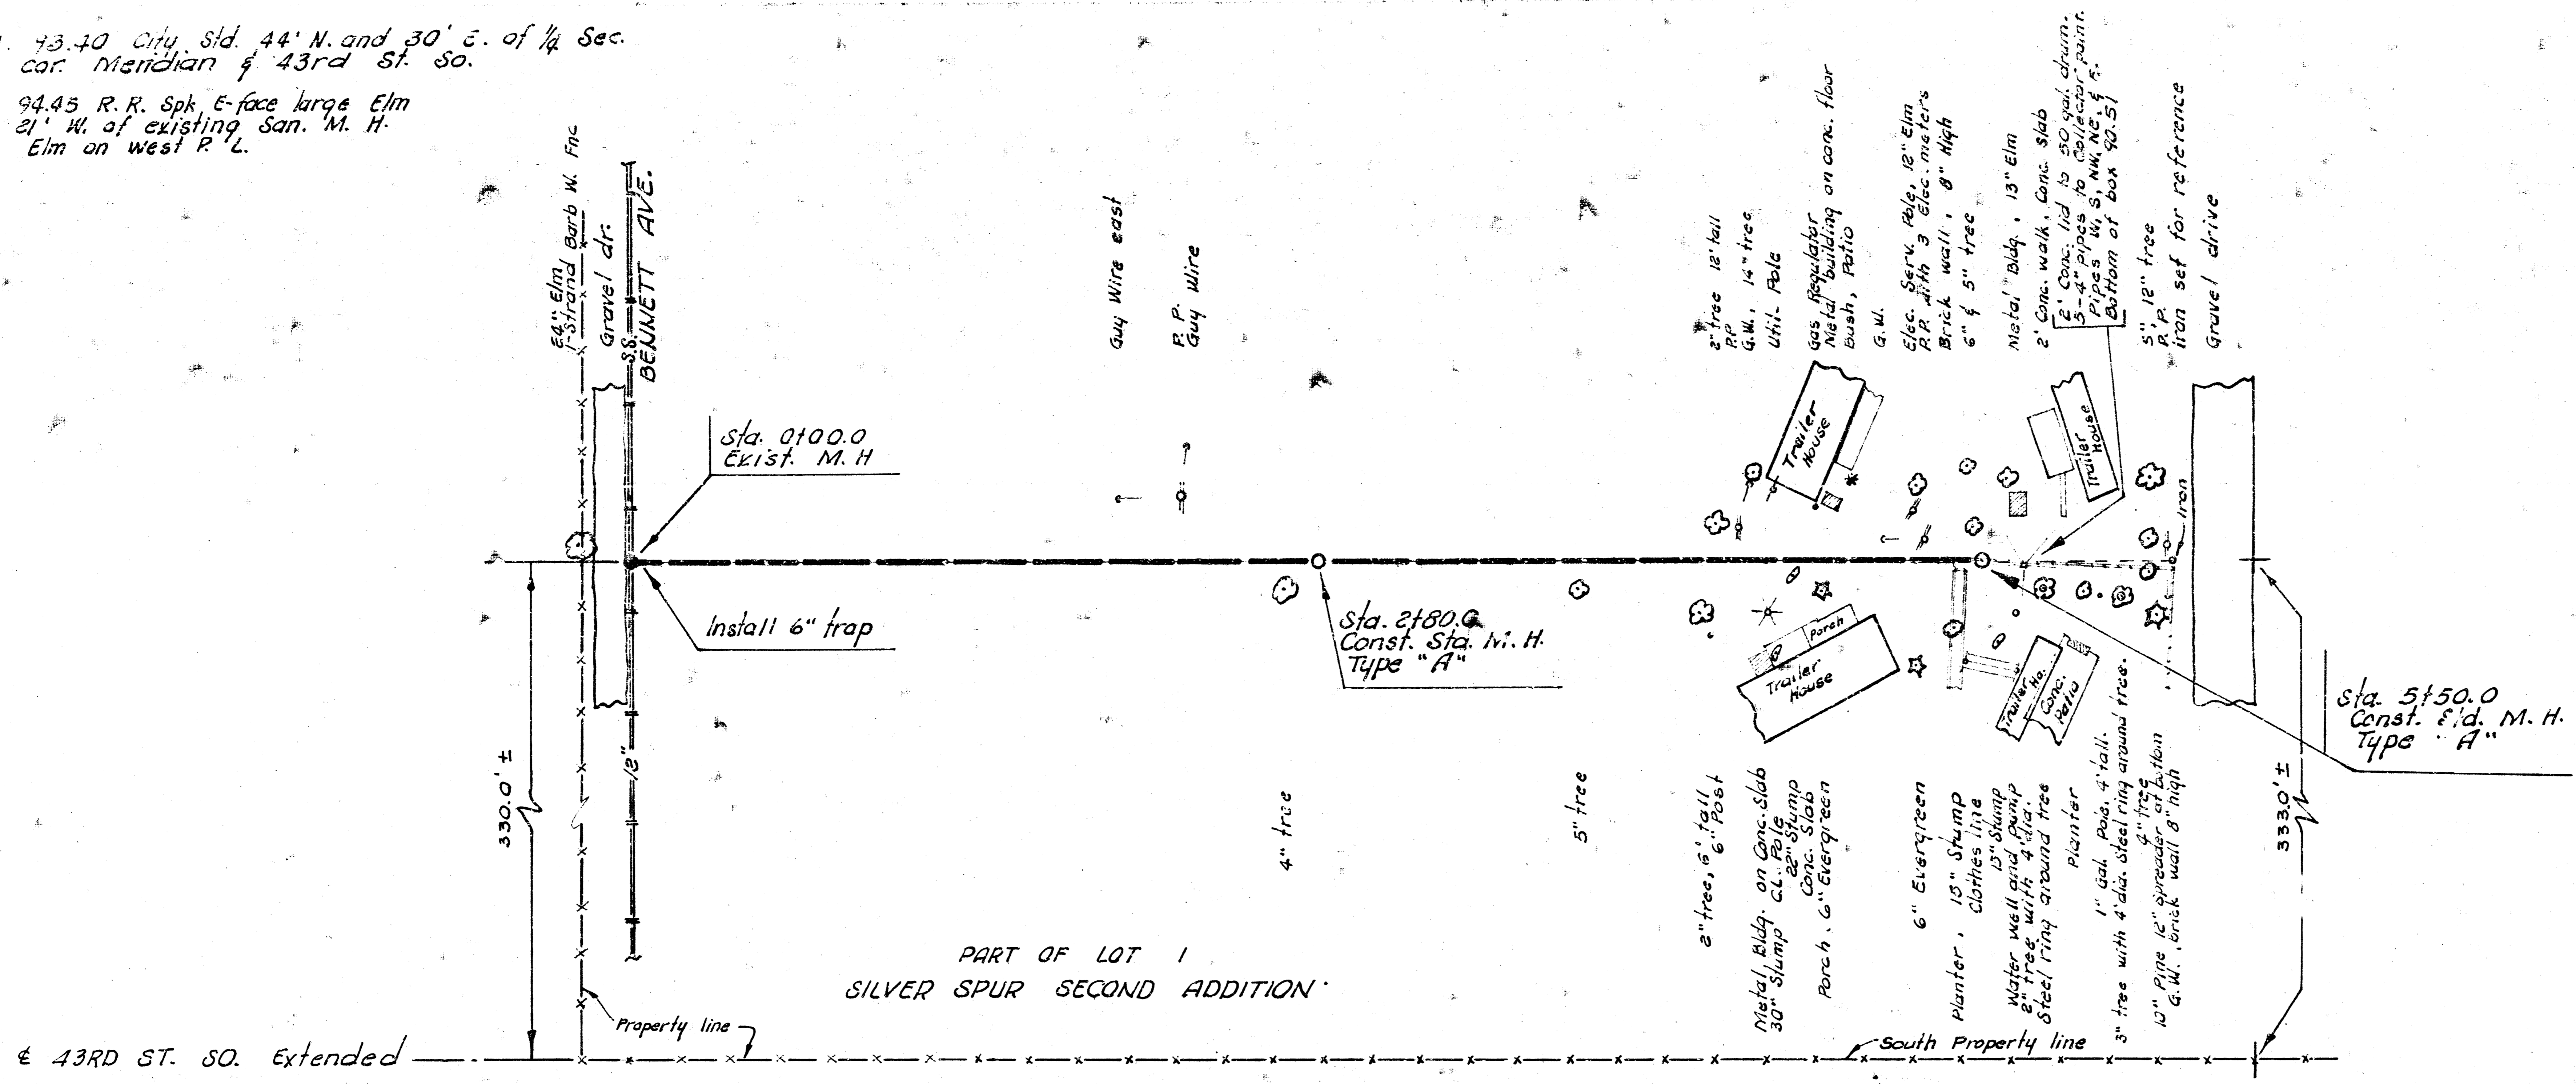 93.40 City Std. 44' N. and 30' E. of 1/4 Sec.
cor. Meridian & 43rd St. So.
94.45 R.R. Spk E-face large Elm
21' W. of existing San. M. H.
Elm on west P. L.
24" Elm
1-Strand Barb W. Fnc
Gravel dr.
S.S.
BENNETT AVE.
Guy Wire east
P. P.
Guy Wire
2" tree 12' tall
P.P
G.W., 14" tree
Util. Pole
Gas Regulator
Metal building on conc. floor
Bush, Patio
G.W.
Elec. Serv. Pole, 12" Elm
P.P. with 3 Elec. meters
Brick wall, 8" High
6" & 5" tree
Metal Bldg., 13" Elm
2' Conc. walk, Conc. Slab
2' Conc. lid to 50 gal. drum.
5-4" pipes to Collector point.
Pipes W, S, NW, NE, & E.
Bottom of box 90.51
5", 12" tree
P. P.
iron set for reference
Gravel drive
Sta. 0+00.0
Exist. M. H
Install 6" trap
Sta. 2+80.0
Const. Sta. M. H.
Type "A"
Trailer
House
Trailer
House
Iron
Porch
Trailer
House
Trailer Ho.
Conc.
Patio
Sta. 5+50.0
Const. Std. M. H.
Type "A"
330.0' ±
12"
333.0' ±
4" tree
5" tree
2" tree, 6' tall
6" Post
Metal Bldg. on Conc. Slab
30" Stump CL. Pole
22" Stump
Conc. Slab
Porch, 6" Evergreen
6" Evergreen
Planter, 18" Stump
Clothes line
15" Stump
Water well and pump
2" tree with 4' dia.
Steel ring around tree
Planter
1" Gal. Pole, 4' tall.
3" tree with 4' dia. Steel ring around tree.
4" tree
10" Pine 12" spreader at bottom
G.W., brick wall 8" high
PART OF LOT 1
SILVER SPUR SECOND ADDITION
Property line
South Property line
℄ 43RD ST. SO. Extended